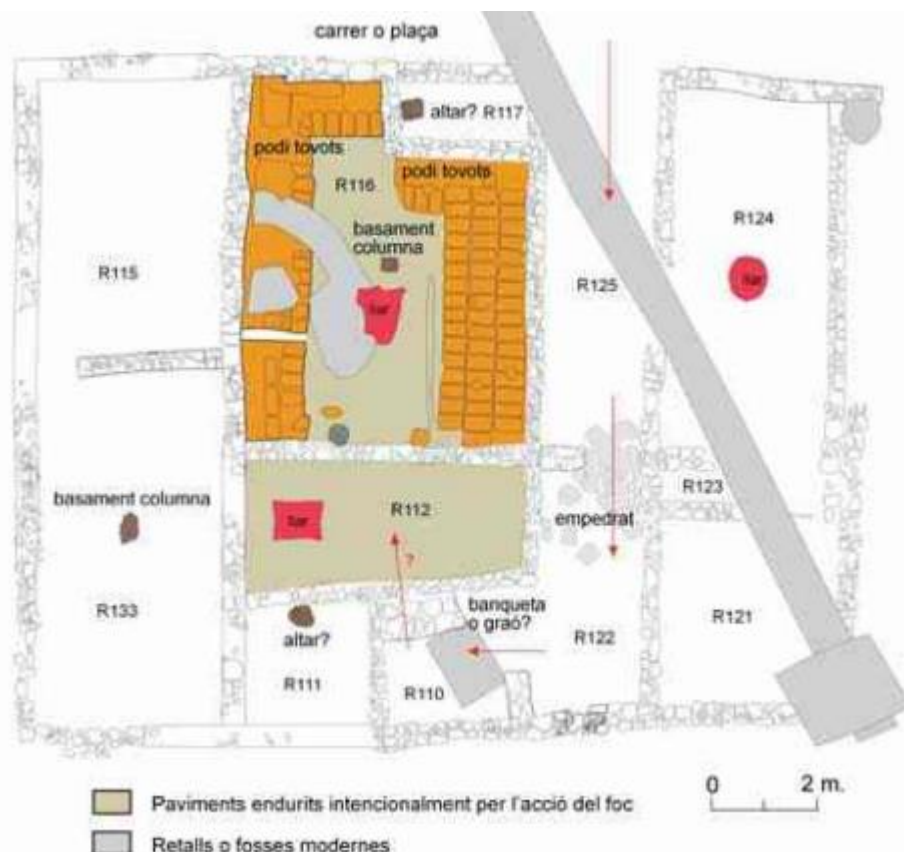 carrer o plaça
altar? R117
podi tovots
podi tovots
R116
R124
basament
columna
R115
R125
llar
llar
R123
basament columna
R112
llar
empedrat
?
banqueta
o graó?
R133
altar?
R122
R121
R111
R110
0 2 m.
Paviments endurits intencionalment per l'acció del foc
Retalls o fosses modernes